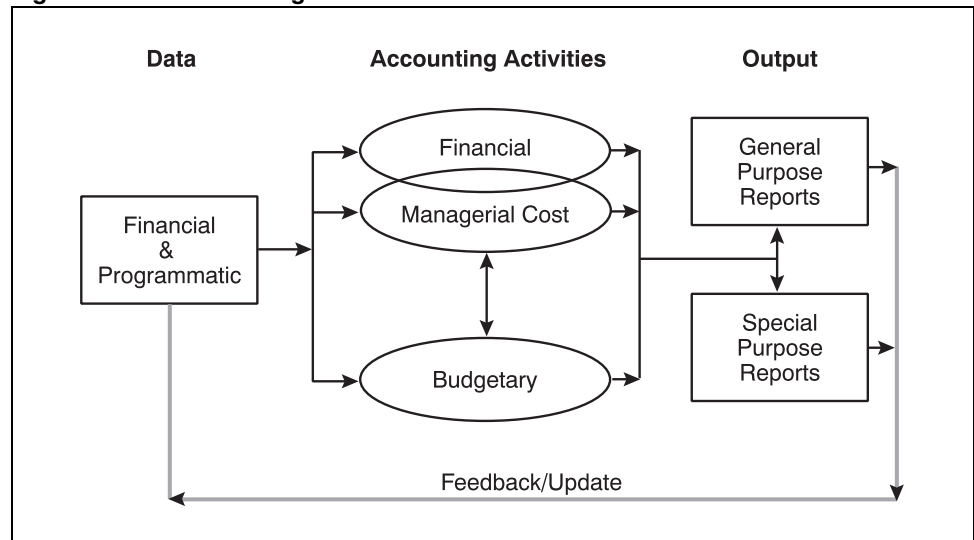 Data
Accounting Activities
Output
Financial
&
Programmatic
Financial
Managerial Cost
Budgetary
General
Purpose
Reports
Special
Purpose
Reports
Feedback/Update